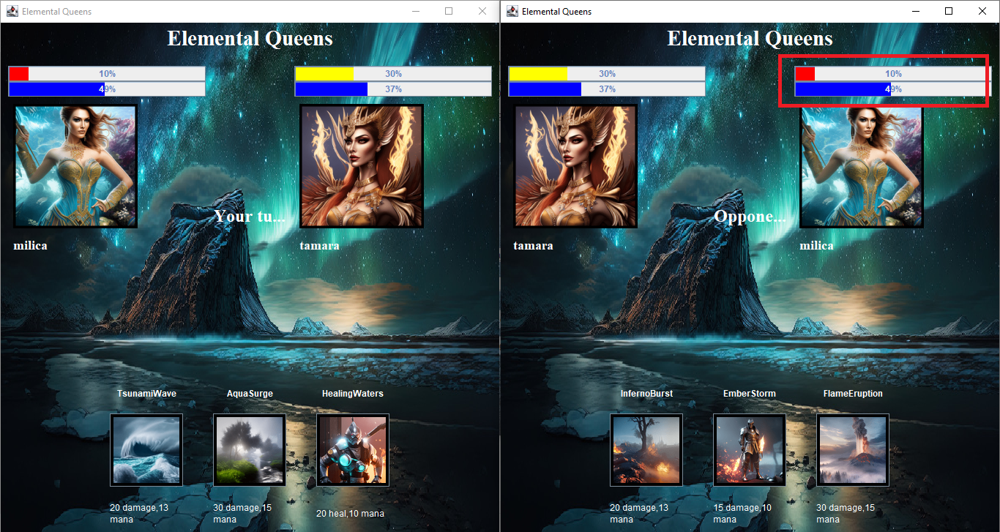 Elemental Queens
Elemental Queens
10%
49%
30%
37%
milica
tamara
Your tu...
TsunamiWave
AquaSurge
HealingWaters
20 damage,13
mana
30 damage,15
mana
20 heal,10 mana
Elemental Queens
Elemental Queens
30%
37%
10%
49%
tamara
milica
Oppone...
InfernoBurst
EmberStorm
FlameEruption
20 damage,13
mana
15 damage,10
mana
30 damage,15
mana